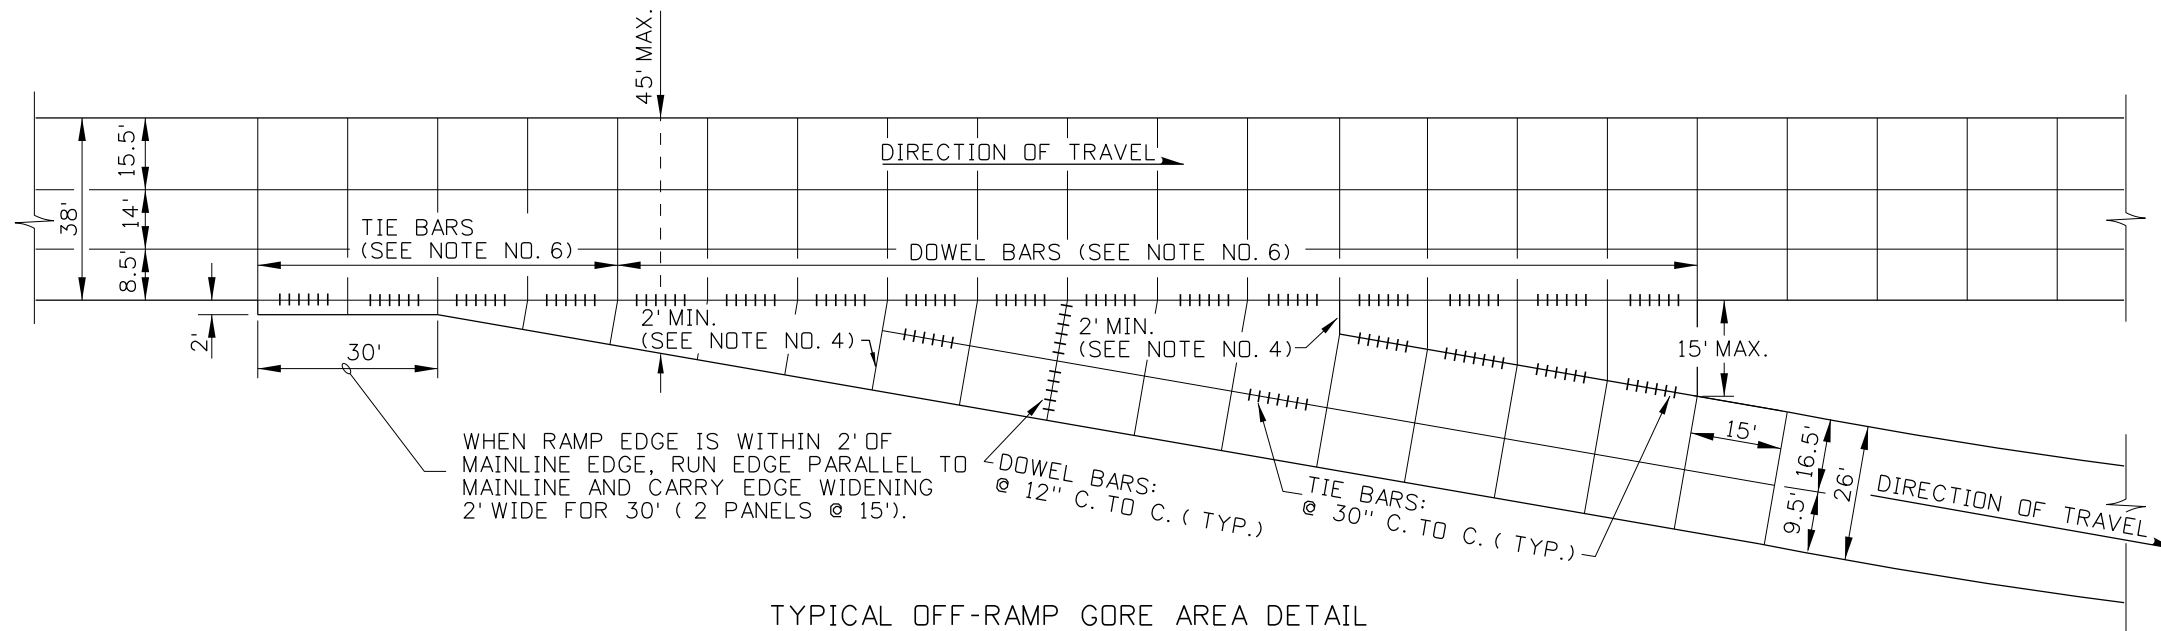 45' MAX.
DIRECTION OF TRAVEL
15.5'
14'
38'
8.5'
TIE BARS
(SEE NOTE NO. 6)
DOWEL BARS (SEE NOTE NO. 6)
2' MIN.
(SEE NOTE NO. 4)
2' MIN.
(SEE NOTE NO. 4)
15' MAX.
2'
30'
WHEN RAMP EDGE IS WITHIN 2' OF
MAINLINE EDGE, RUN EDGE PARALLEL TO
MAINLINE AND CARRY EDGE WIDENING
2' WIDE FOR 30' ( 2 PANELS @ 15').
DOWEL BARS:
@ 12" C. TO C. ( TYP.)
TIE BARS:
@ 30" C. TO C. ( TYP.)
15'
16.5'
9.5'
26'
DIRECTION OF TRAVEL
TYPICAL OFF-RAMP GORE AREA DETAIL